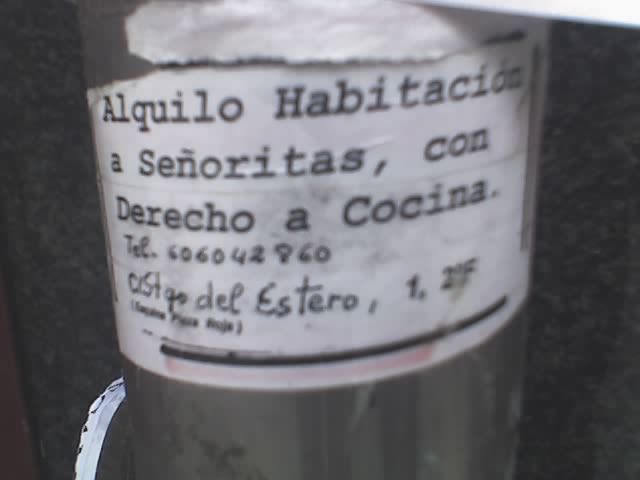 Alquilo Habitación
a Señoritas, con
Derecho a Cocina.
Tel. 606042860
c/Stgo del Estero, 1, 2ºF